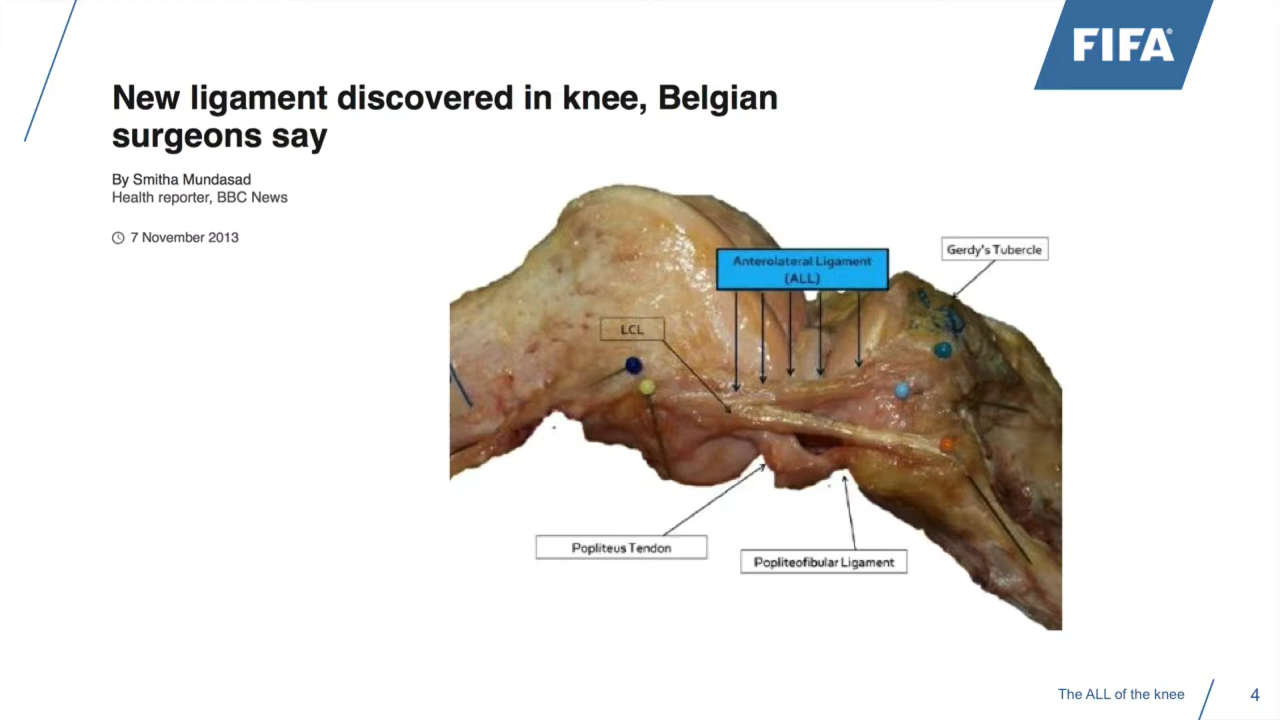 FIFA®
New ligament discovered in knee, Belgian
surgeons say
By Smitha Mundasad
Health reporter, BBC News
7 November 2013
Anterolateral Ligament
(ALL)
Gerdy's Tubercle
LCL
Popliteus Tendon
Popliteofibular Ligament
The ALL of the knee
4